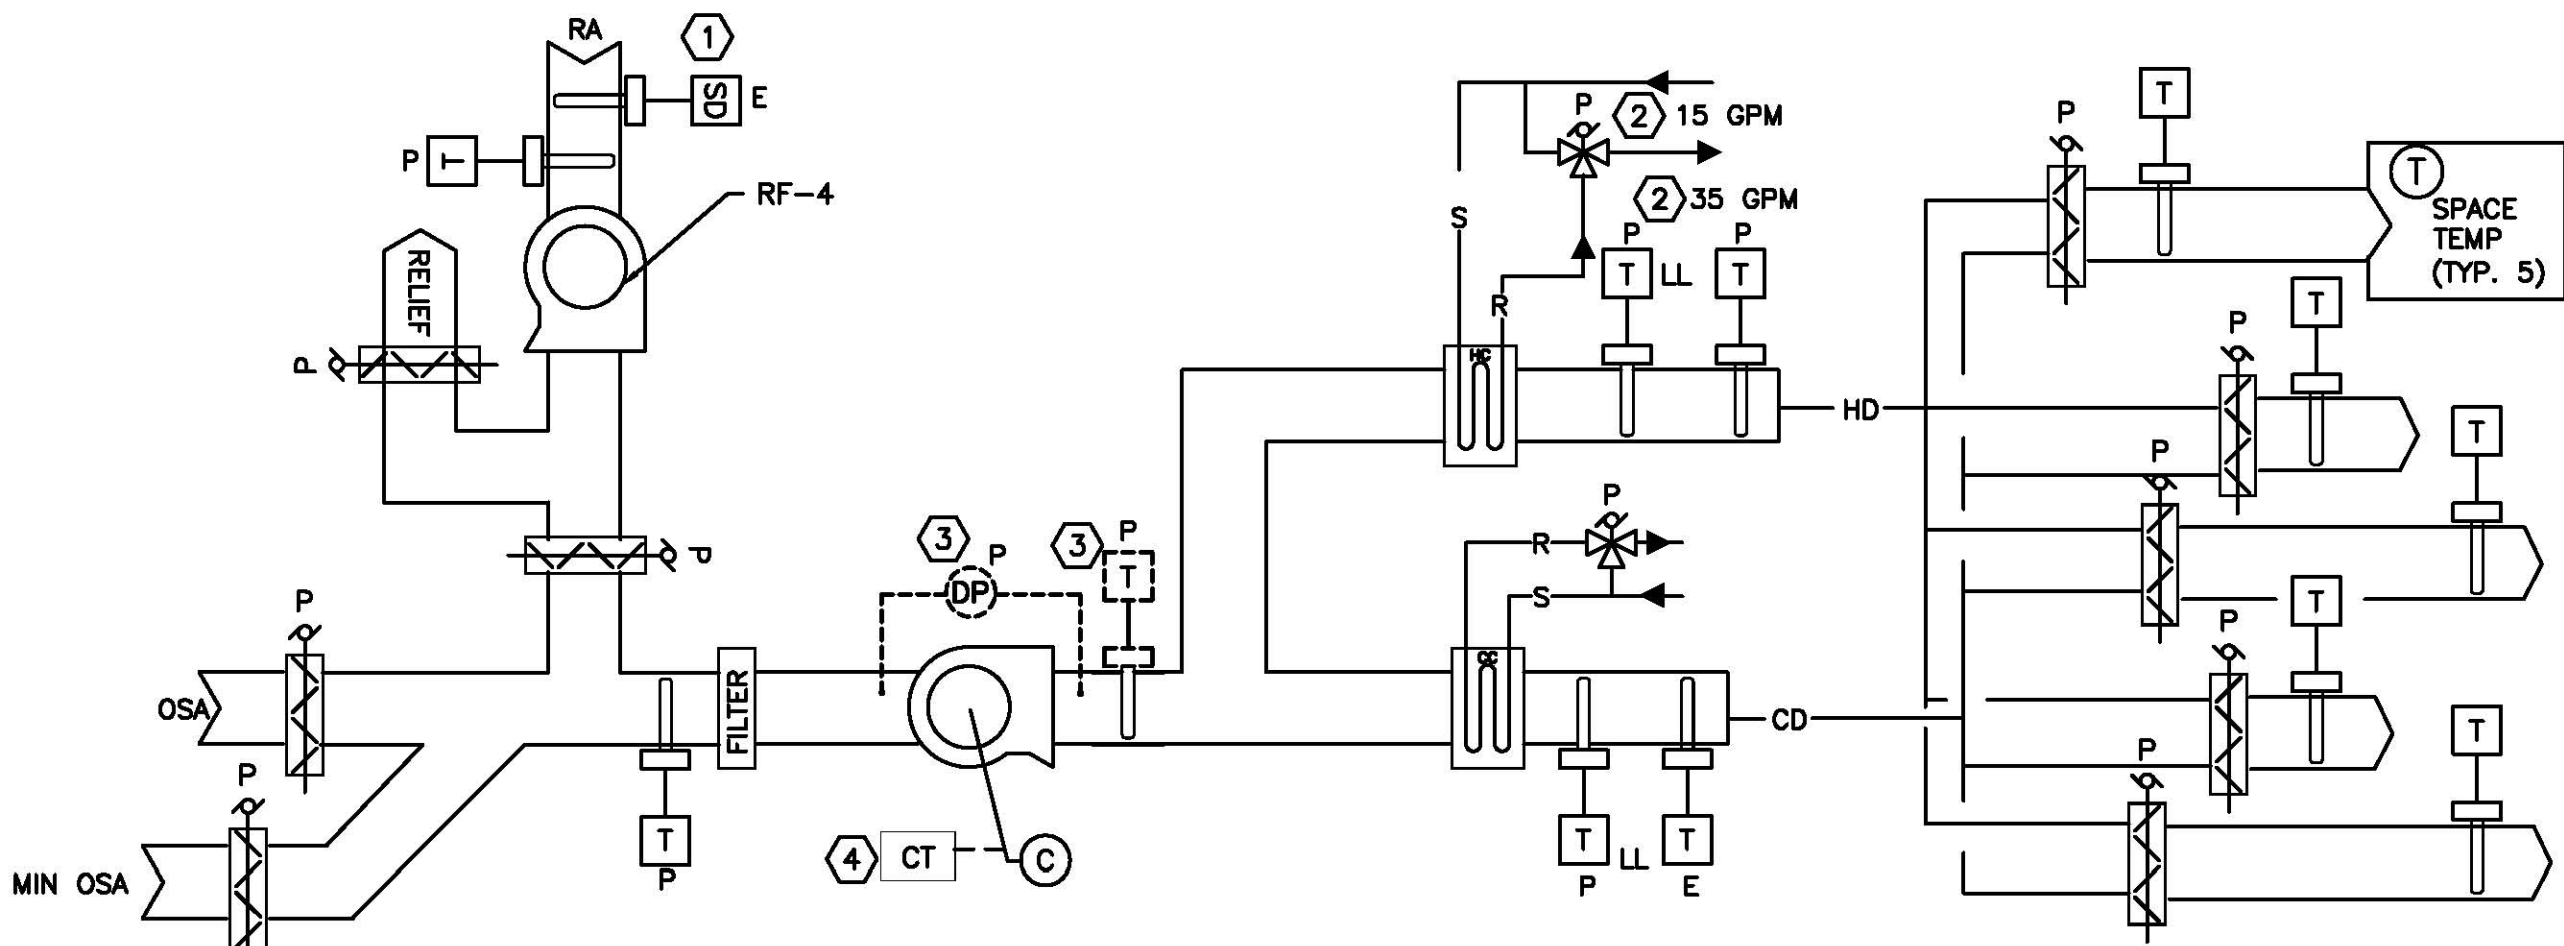 RA
1
SD
E
P
T
RF-4
RELIEF
P
P
P
OSA
P
MIN OSA
T
P
FILTER
3
P
DP
3
P
T
4
CT
C
S
R
P
2
15 GPM
2
35 GPM
P
T
LL
P
T
HC
HD
P
R
S
CC
CD
T
P
LL
T
E
P
T
T
SPACE
TEMP
(TYP. 5)
P
T
P
T
P
T
P
T